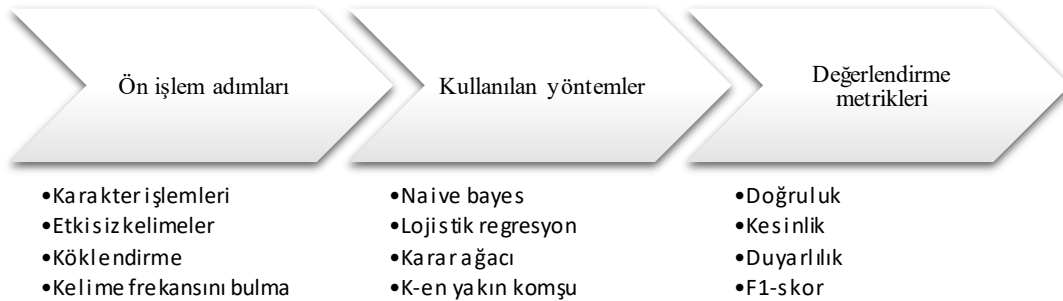 Ön işlem adımları
•Karakter işlemleri
•Etkisiz kelimeler
•Köklendirme
•Kelime frekansını bulma
Kullanılan yöntemler
•Naive bayes
•Lojistik regresyon
•Karar ağacı
•K-en yakın komşu
Değerlendirme
metrikleri
•Doğruluk
•Kesinlik
•Duyarlılık
•F1-skor